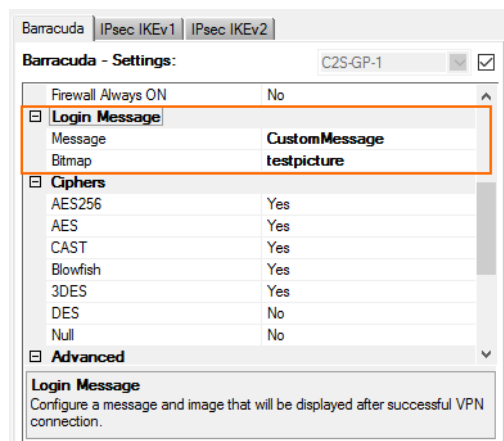 Barracuda IPsec IKEv1 IPsec IKEv2
Barracuda - Settings: C2S-GP-1
Firewall Always ON No
Login Message
Message CustomMessage
Bitmap testpicture
Ciphers
AES256 Yes
AES Yes
CAST Yes
Blowfish Yes
3DES Yes
DES No
Null No
Advanced
Login Message
Configure a message and image that will be displayed after successful VPN
connection.